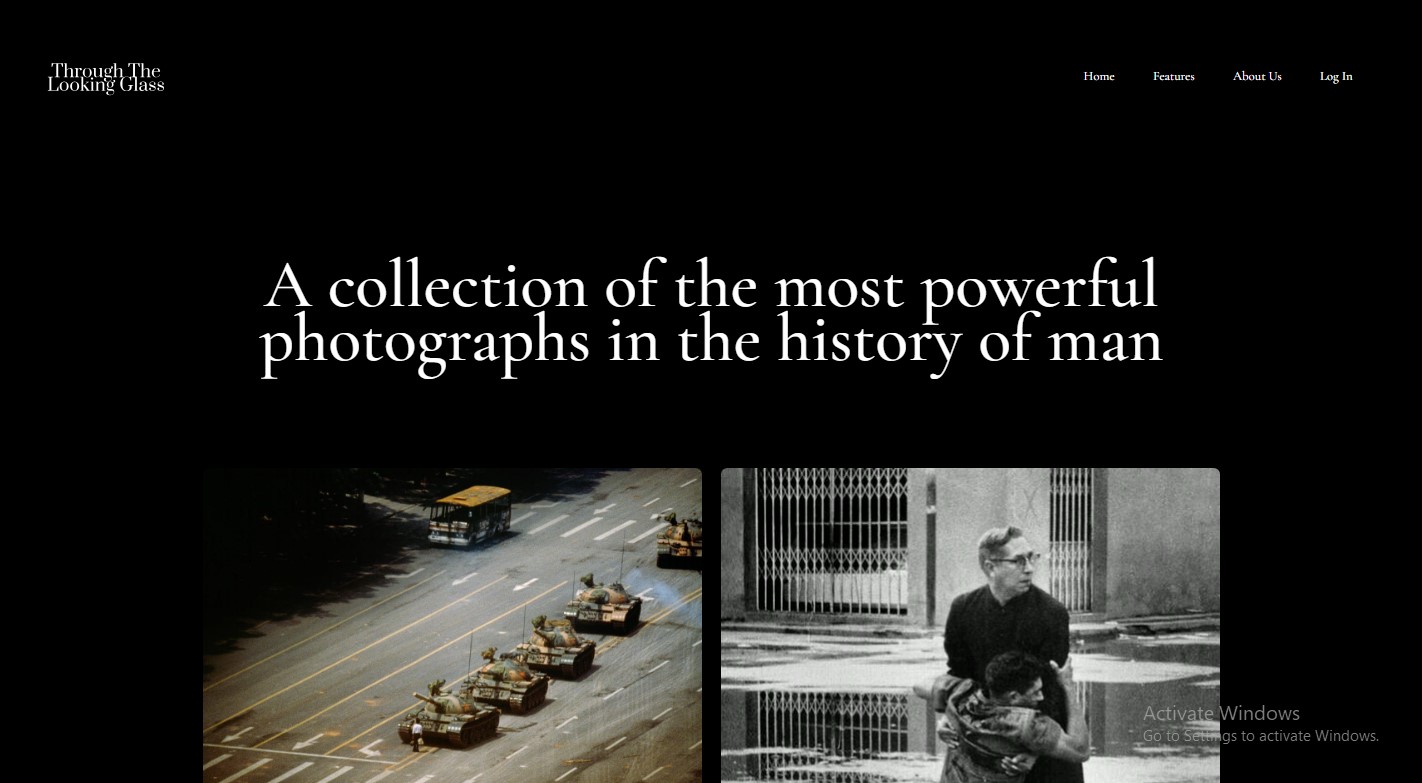 Through The
Looking Glass
Home Features About Us Log In
A collection of the most powerful
photographs in the history of man
Activate Windows
Go to Settings to activate Windows.